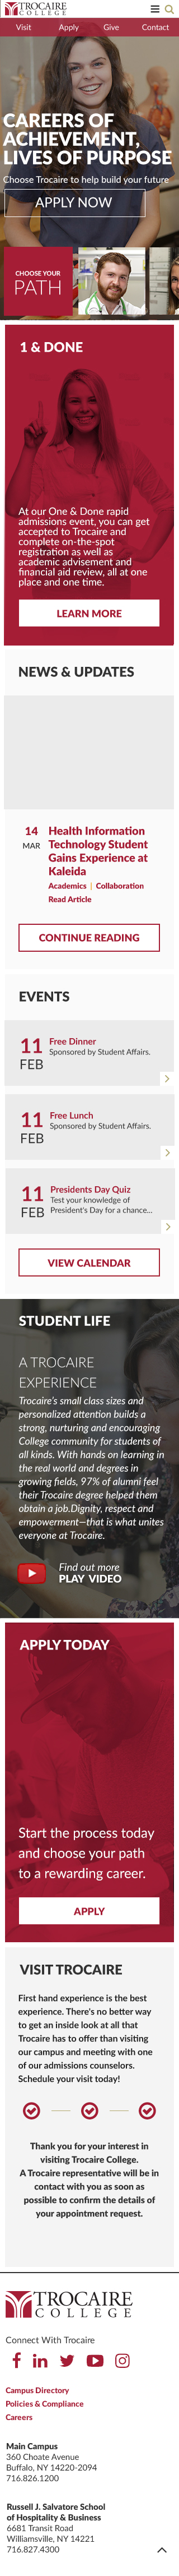 TROCAIRE
COLLEGE
Visit Apply Give Contact
CAREERS OF
ACHIEVEMENT,
LIVES OF PURPOSE
Choose Trocaire to help build your future
APPLY NOW
CHOOSE YOUR
PATH
1 & DONE
At our One & Done rapid
admissions event, you can get
accepted to Trocaire and
complete on-the-spot
registration as well as
academic advisement and
financial aid review, all at one
place and one time.
LEARN MORE
NEWS & UPDATES
14
MAR
Health Information
Technology Student
Gains Experience at
Kaleida
Academics | Collaboration
Read Article
CONTINUE READING
EVENTS
11
FEB
Free Dinner
Sponsored by Student Affairs.
11
FEB
Free Lunch
Sponsored by Student Affairs.
11
FEB
Presidents Day Quiz
Test your knowledge of
President's Day for a chance...
VIEW CALENDAR
STUDENT LIFE
A TROCAIRE
EXPERIENCE
Trocaire's small class sizes and
personalized attention builds a
strong, nurturing and encouraging
College community for students of
all kinds. With hands on learning in
the real world and degrees in
growing fields, 97% of alumni feel
their Trocaire degree helped them
obtain a job.Dignity, respect and
empowerment—that is what unites
everyone at Trocaire.
Find out more
PLAY VIDEO
APPLY TODAY
Start the process today
and choose your path
to a rewarding career.
APPLY
VISIT TROCAIRE
First hand experience is the best
experience. There's no better way
to get an inside look at all that
Trocaire has to offer than visiting
our campus and meeting with one
of our admissions counselors.
Schedule your visit today!
Thank you for your interest in
visiting Trocaire College.
A Trocaire representative will be in
contact with you as soon as
possible to confirm the details of
your appointment request.
TROCAIRE
COLLEGE
Connect With Trocaire
Campus Directory
Policies & Compliance
Careers
Main Campus
360 Choate Avenue
Buffalo, NY 14220-2094
716.826.1200
Russell J. Salvatore School
of Hospitality & Business
6681 Transit Road
Williamsville, NY 14221
716.827.4300